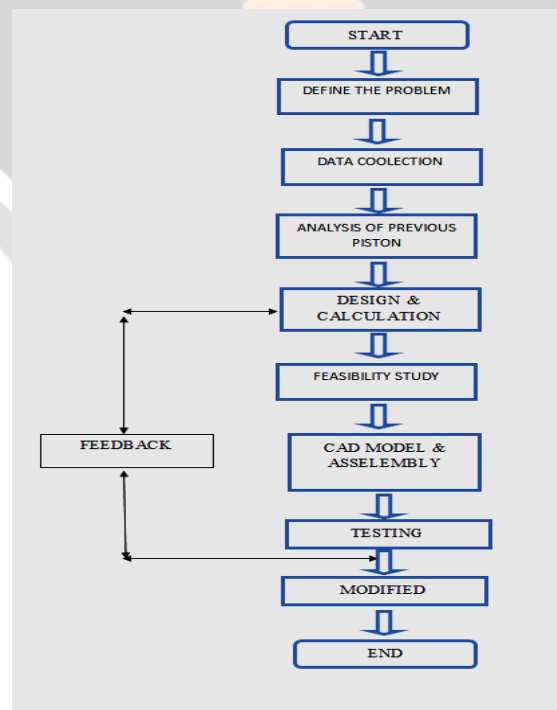 START
DEFINE THE PROBLEM
DATA COOLECTION
ANALYSIS OF PREVIOUS
PISTON
DESIGN &
CALCULATION
FEASIBILITY STUDY
FEEDBACK
CAD MODEL &
ASSELEMBLY
TESTING
MODIFIED
END